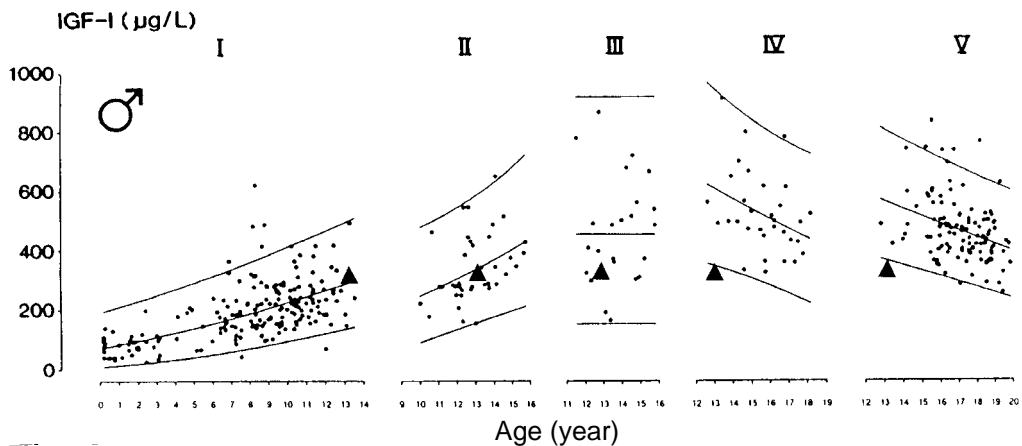 IGF-I (µg/L)
I II III IV V
1000
800
600
400
200
0
0 1 2 3 4 5 6 7 8 9 10 11 12 13 14 9 10 11 12 13 14 15 16 11 12 13 14 15 16 12 13 14 15 16 17 18 19 12 13 14 15 16 17 18 19 20
Age (year)